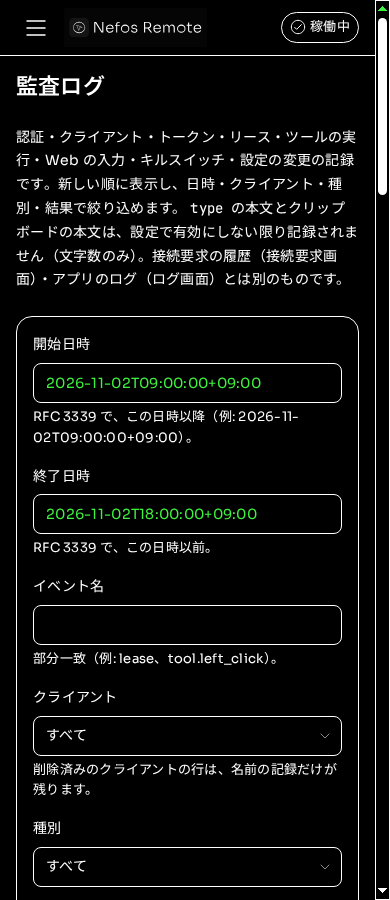 Nefos Remote
稼働中
監査ログ
認証・クライアント・トークン・リース・ツールの実
行・Web の入力・キルスイッチ・設定の変更の記録
です。新しい順に表示し、日時・クライアント・種
別・結果で絞り込めます。 type の本文とクリップ
ボードの本文は、設定で有効にしない限り記録されま
せん（文字数のみ）。接続要求の履歴（接続要求画
面）・アプリのログ（ログ画面）とは別のものです。
開始日時
2026-11-02T09:00:00+09:00
RFC 3339 で、この日時以降（例: 2026-11-
02T09:00:00+09:00）。
終了日時
2026-11-02T18:00:00+09:00
RFC 3339 で、この日時以前。
イベント名
部分一致（例: lease、tool.left_click）。
クライアント
すべて
削除済みのクライアントの行は、名前の記録だけが
残ります。
種別
すべて